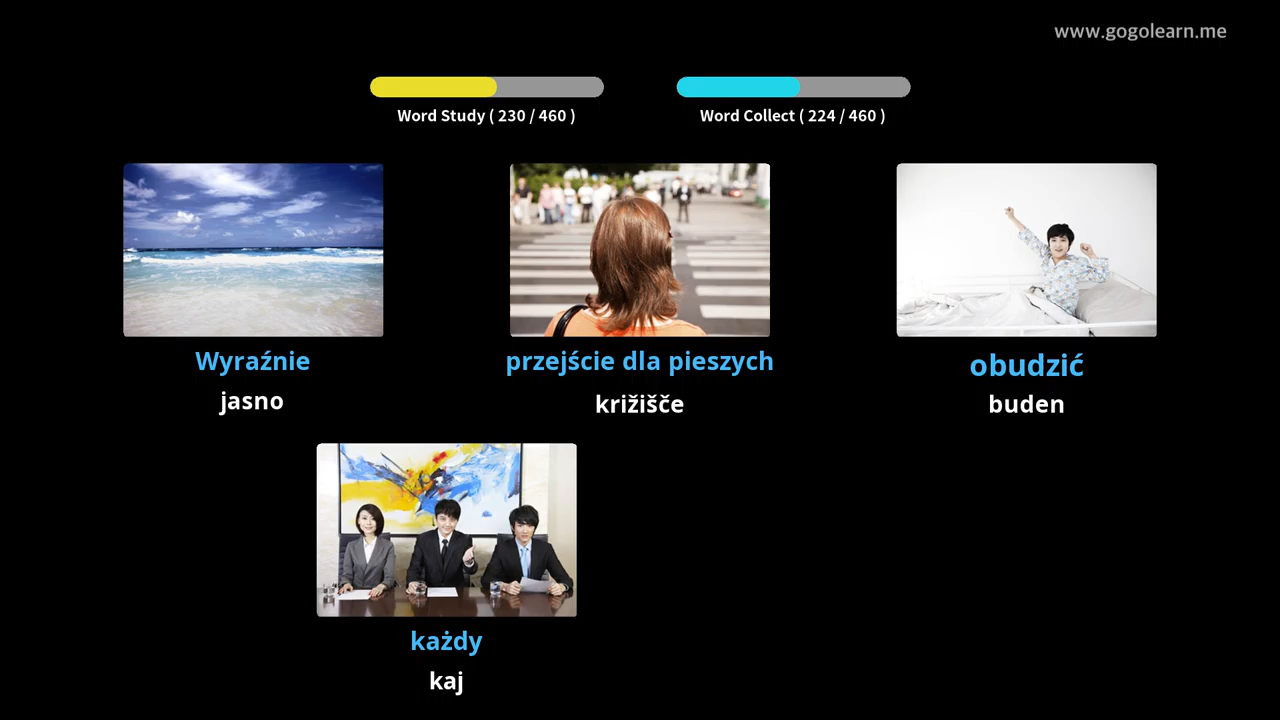 www.gogolearn.me
Word Study ( 230 / 460 )
Word Collect ( 224 / 460 )
Wyraźnie
jasno
przejście dla pieszych
križišče
obudzić
buden
każdy
kaj